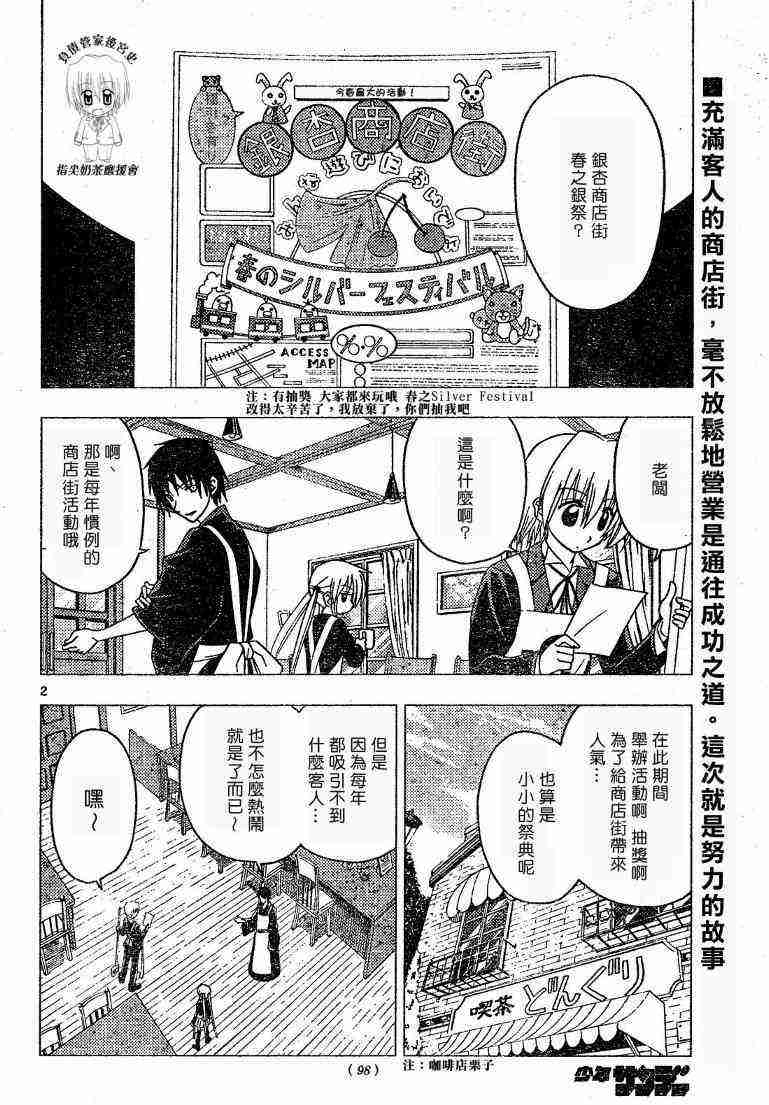 充滿客人的商店街，毫不放鬆地營業是通往成功之道。這次就是努力的故事
負債管家後宮史
指尖奶茶應援會
今春最大的活動！
銀杏商店街
遊びにおいでよ
春のシルバーフェスティバル
ACCESS
MAP
%・%
銀杏商店街
春之銀祭？
注：有抽獎 大家都來玩哦 春之Silver Festival
改得太辛苦了，我放棄了，你們抽我吧
老闆
這是什麼啊？
啊、
那是每年慣例的
商店街活動哦
2
在此期間
舉辦活動啊 抽獎啊
為了給商店街帶來
人氣…
也算是
小小的祭典呢
喫茶 どんぐり
注：咖啡店栗子
但是
因為每年
都吸引不到
什麼客人…
也不怎麼熱鬧
就是了而已～
嘿～
(98)
少年サンデー